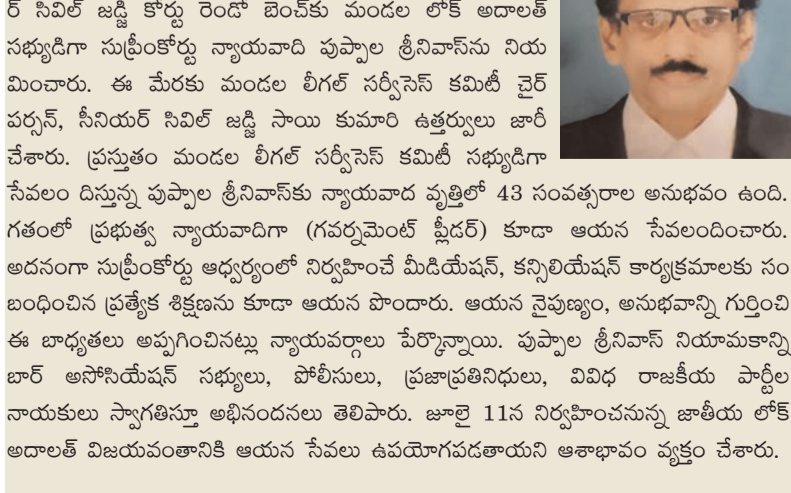 ర్ సివిల్ జడ్జి కోర్టు రెండో బెంచ్‌కు మండల లోక్ అదాలత్
సభ్యుడిగా సుప్రీంకోర్టు న్యాయవాది పుప్పాల శ్రీనివాస్‌ను నియ
మించారు. ఈ మేరకు మండల లీగల్ సర్వీసెస్ కమిటీ చైర్
పర్సన్, సీనియర్ సివిల్ జడ్జి సాయి కుమారి ఉత్తర్వులు జారీ
చేశారు. ప్రస్తుతం మండల లీగల్ సర్వీసెస్ కమిటీ సభ్యుడిగా
సేవలం దిస్తున్న పుప్పాల శ్రీనివాస్‌కు న్యాయవాద వృత్తిలో 43 సంవత్సరాల అనుభవం ఉంది.
గతంలో ప్రభుత్వ న్యాయవాదిగా (గవర్నమెంట్ ప్లీడర్) కూడా ఆయన సేవలందించారు.
అదనంగా సుప్రీంకోర్టు ఆధ్వర్యంలో నిర్వహించే మీడియేషన్, కన్సిలియేషన్ కార్యక్రమాలకు సం
బంధించిన ప్రత్యేక శిక్షణను కూడా ఆయన పొందారు. ఆయన నైపుణ్యం, అనుభవాన్ని గుర్తించి
ఈ బాధ్యతలు అప్పగించినట్లు న్యాయవర్గాలు పేర్కొన్నాయి. పుప్పాల శ్రీనివాస్ నియామకాన్ని
బార్ అసోసియేషన్ సభ్యులు, పోలీసులు, ప్రజాప్రతినిధులు, వివిధ రాజకీయ పార్టీల
నాయకులు స్వాగతిస్తూ అభినందనలు తెలిపారు. జూలై 11న నిర్వహించనున్న జాతీయ లోక్
అదాలత్ విజయవంతానికి ఆయన సేవలు ఉపయోగపడతాయని ఆశాభావం వ్యక్తం చేశారు.